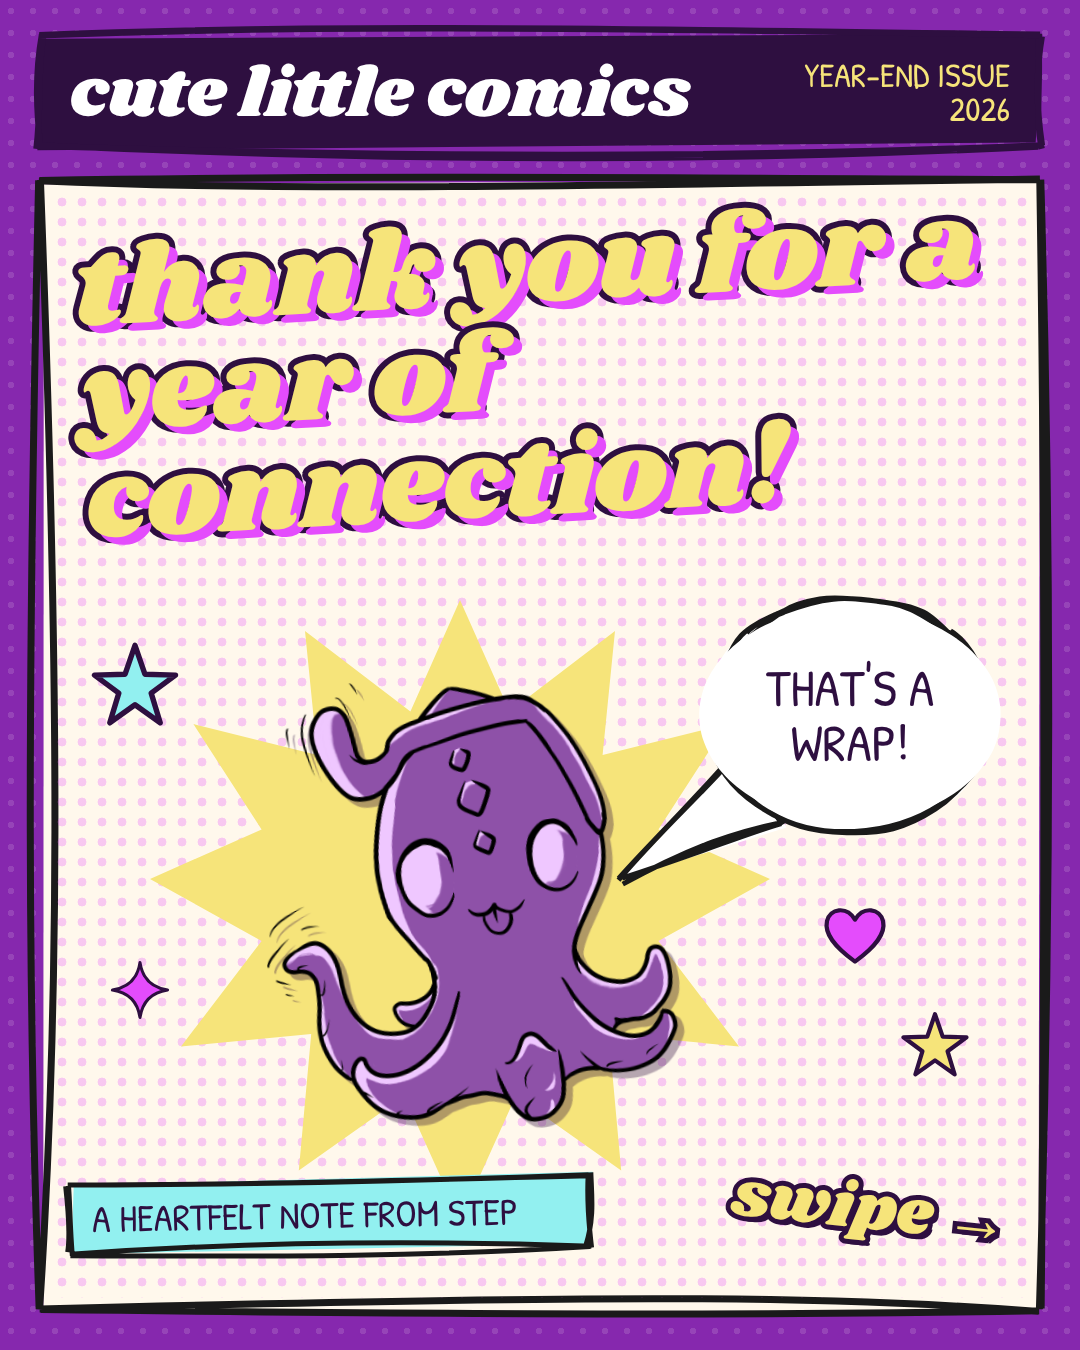 cute little comics
YEAR-END ISSUE
2026
thank you for a
year of
connection!
THAT'S A
WRAP!
A HEARTFELT NOTE FROM STEP
swipe →